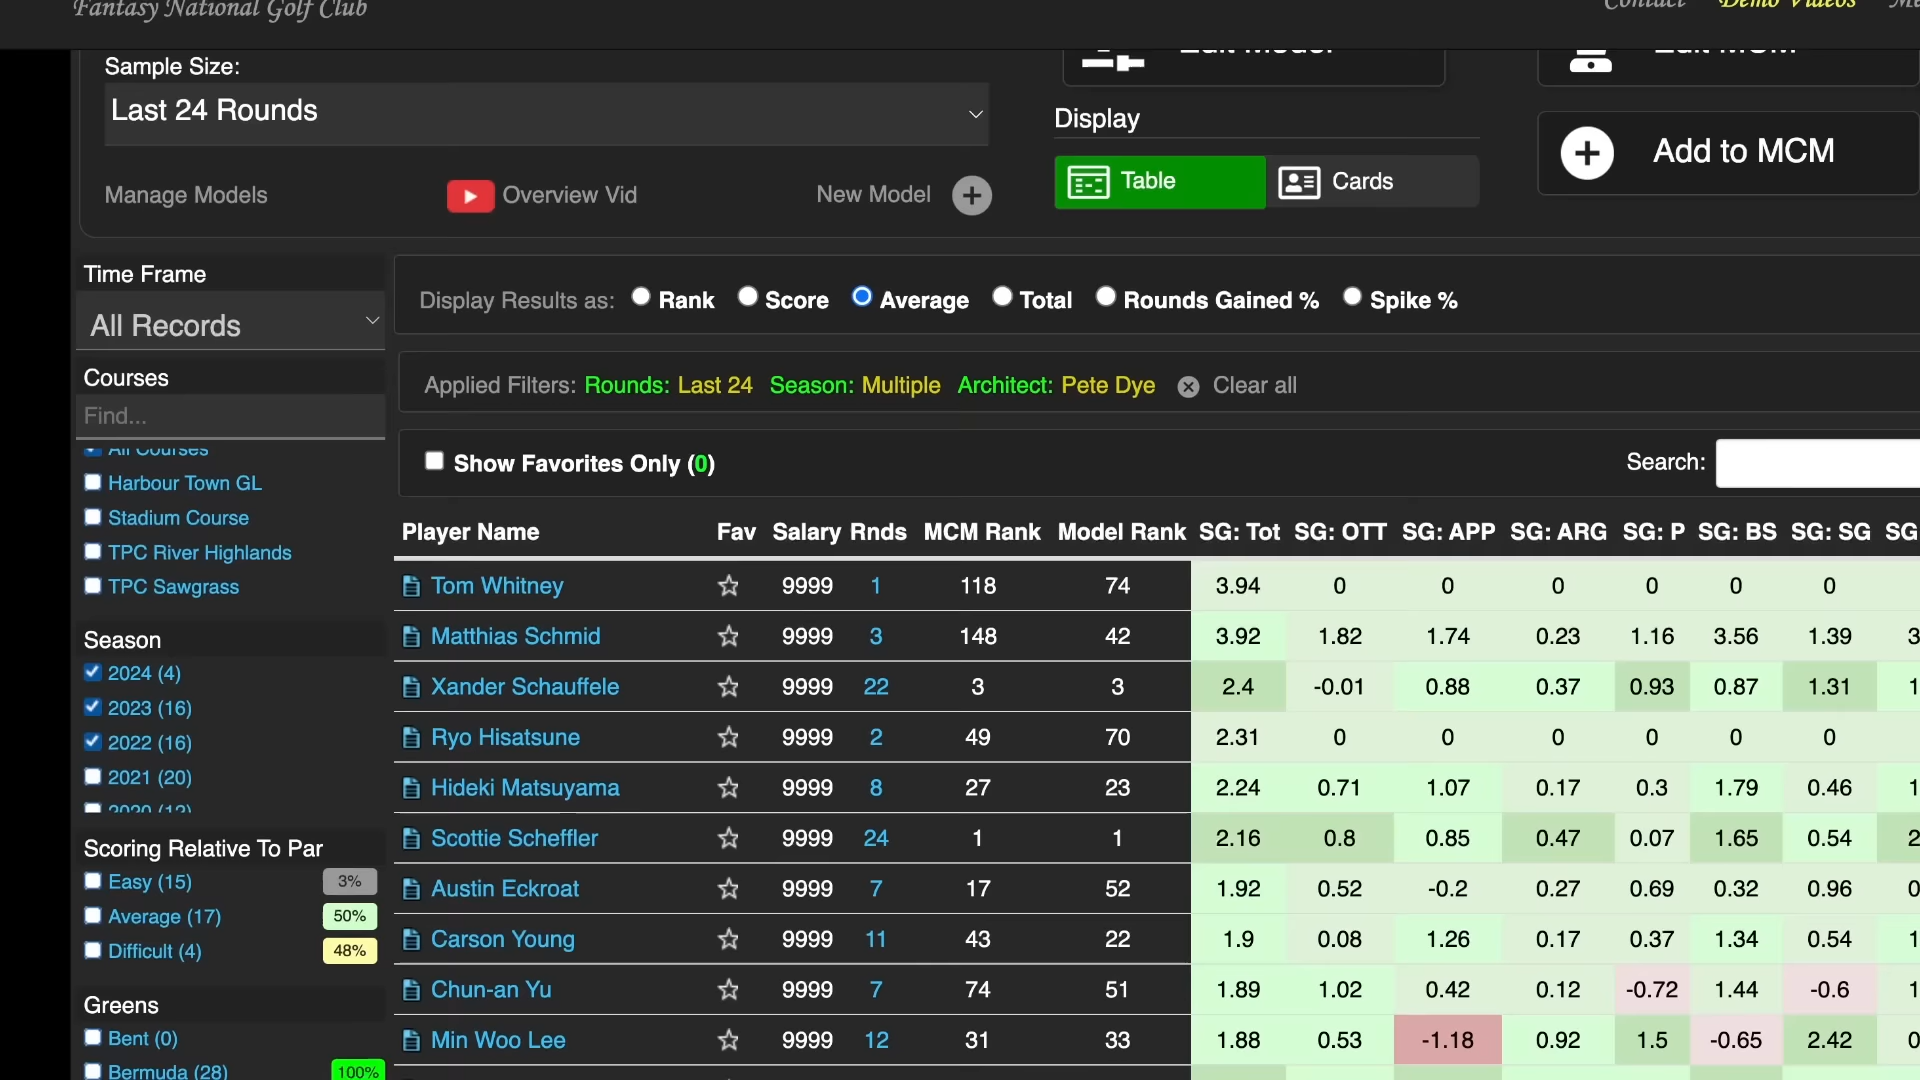 Fantasy National Golf Club
Contact Demo Videos
Sample Size:
Last 24 Rounds
Manage Models Overview Vid New Model
Edit Model
Edit MCM
Display
Table Cards
Add to MCM
Time Frame
All Records
Courses
Find...
All Courses
Harbour Town GL
Stadium Course
TPC River Highlands
TPC Sawgrass
Season
2024 (4)
2023 (16)
2022 (16)
2021 (20)
2020 (12)
Scoring Relative To Par
Easy (15) 3%
Average (17) 50%
Difficult (4) 48%
Greens
Bent (0)
Bermuda (28) 100%
Display Results as: Rank Score Average Total Rounds Gained % Spike %
Applied Filters: Rounds: Last 24 Season: Multiple Architect: Pete Dye Clear all
Show Favorites Only (0)
Search:
Player Name Fav Salary Rnds MCM Rank Model Rank SG: Tot SG: OTT SG: APP SG: ARG SG: P SG: BS SG: SG SG
Tom Whitney 9999 1 118 74 3.94 0 0 0 0 0 0
Matthias Schmid 9999 3 148 42 3.92 1.82 1.74 0.23 1.16 3.56 1.39 3
Xander Schauffele 9999 22 3 3 2.4 -0.01 0.88 0.37 0.93 0.87 1.31 1
Ryo Hisatsune 9999 2 49 70 2.31 0 0 0 0 0 0
Hideki Matsuyama 9999 8 27 23 2.24 0.71 1.07 0.17 0.3 1.79 0.46 1
Scottie Scheffler 9999 24 1 1 2.16 0.8 0.85 0.47 0.07 1.65 0.54 2
Austin Eckroat 9999 7 17 52 1.92 0.52 -0.2 0.27 0.69 0.32 0.96 0
Carson Young 9999 11 43 22 1.9 0.08 1.26 0.17 0.37 1.34 0.54 1
Chun-an Yu 9999 7 74 51 1.89 1.02 0.42 0.12 -0.72 1.44 -0.6 1
Min Woo Lee 9999 12 31 33 1.88 0.53 -1.18 0.92 1.5 -0.65 2.42 0